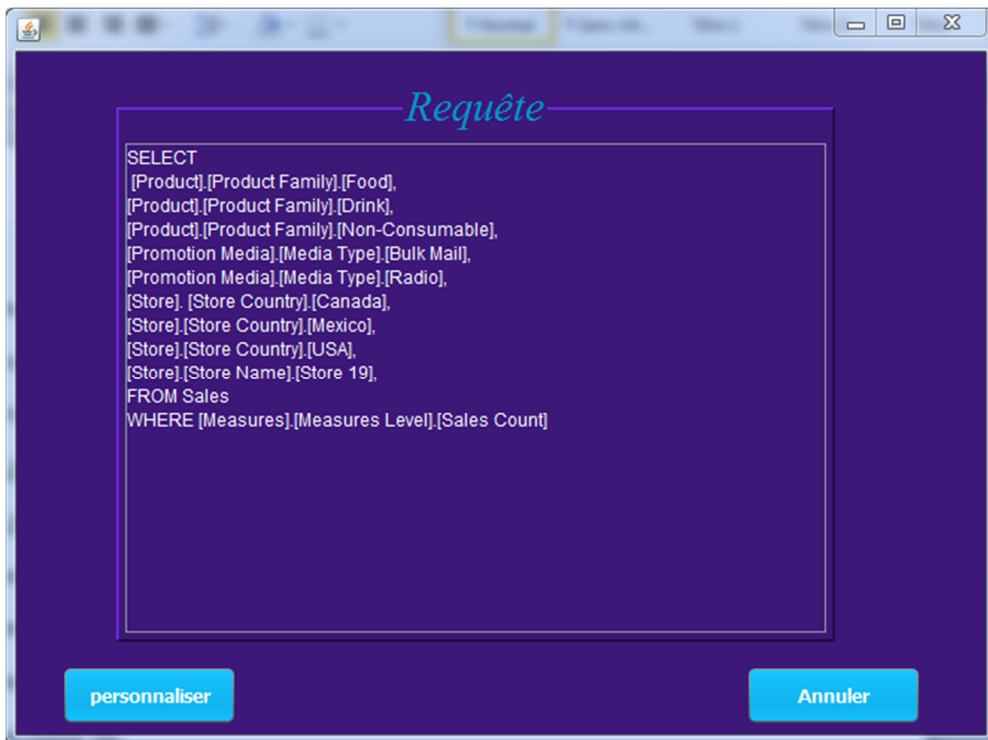 Requête
SELECT
[Product].[Product Family].[Food],
[Product].[Product Family].[Drink],
[Product].[Product Family].[Non-Consumable],
[Promotion Media].[Media Type].[Bulk Mail],
[Promotion Media].[Media Type].[Radio],
[Store]. [Store Country].[Canada],
[Store].[Store Country].[Mexico],
[Store].[Store Country].[USA],
[Store].[Store Name].[Store 19],
FROM Sales
WHERE [Measures].[Measures Level].[Sales Count]
personnaliser
Annuler